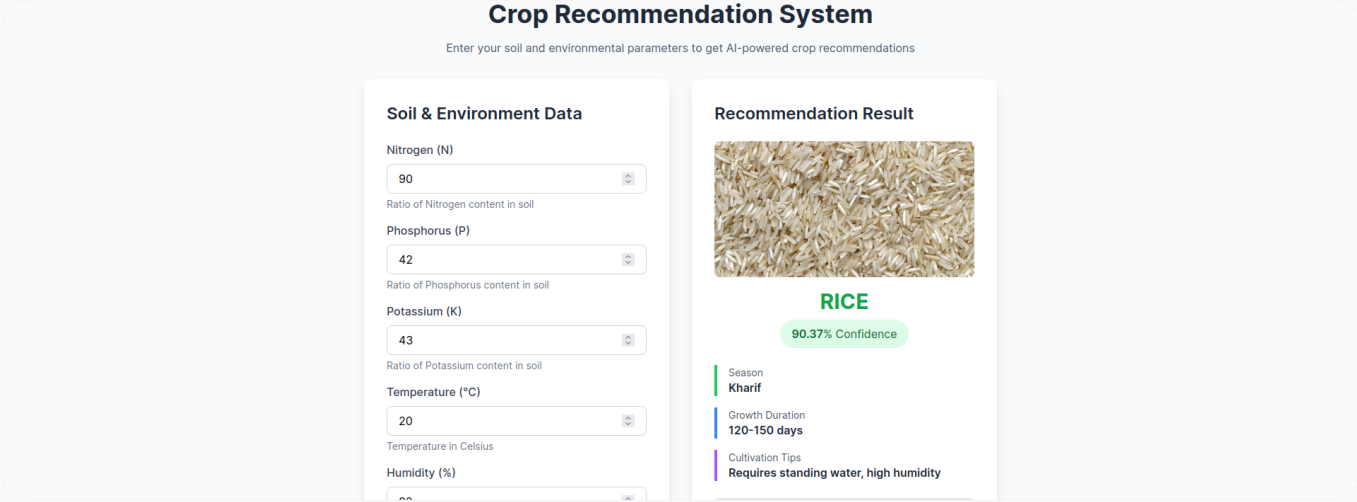 Crop Recommendation System
Enter your soil and environmental parameters to get AI-powered crop recommendations
Soil & Environment Data
Nitrogen (N)
90
Ratio of Nitrogen content in soil
Phosphorus (P)
42
Ratio of Phosphorus content in soil
Potassium (K)
43
Ratio of Potassium content in soil
Temperature (°C)
20
Temperature in Celsius
Humidity (%)
Recommendation Result
RICE
90.37% Confidence
Season
Kharif
Growth Duration
120-150 days
Cultivation Tips
Requires standing water, high humidity